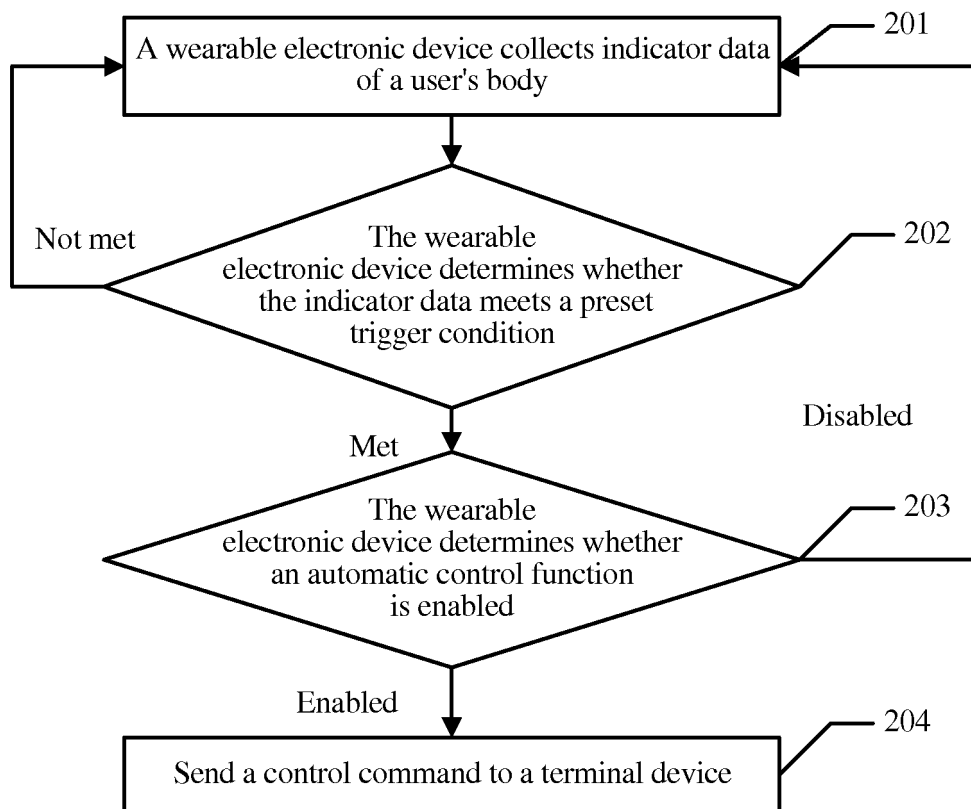 201
A wearable electronic device collects indicator data
of a user's body
Not met
202
The wearable
electronic device determines whether
the indicator data meets a preset
trigger condition
Disabled
Met
203
The wearable
electronic device determines whether
an automatic control function
is enabled
Enabled
204
Send a control command to a terminal device